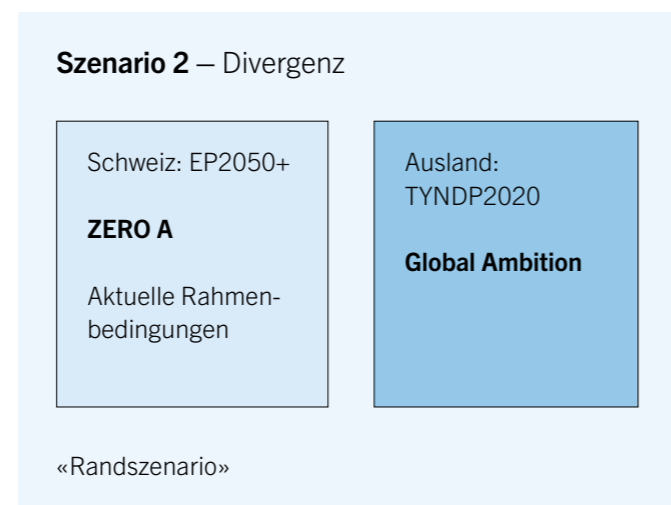 Szenario 2 – Divergenz
Schweiz: EP2050+
ZERO A
Aktuelle Rahmen-
bedingungen
Ausland:
TYNDP2020
Global Ambition
«Randszenario»